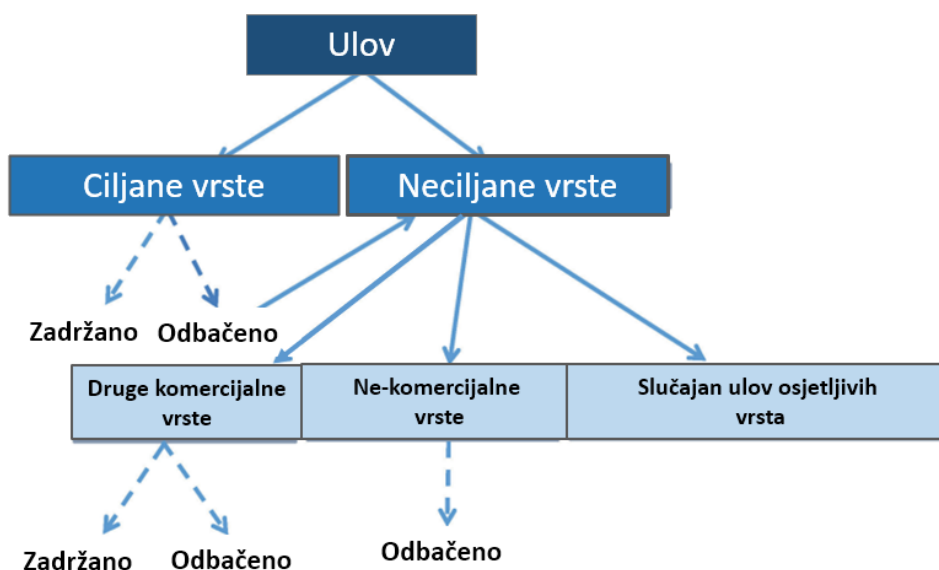 Ulov
Ciljane vrste
Neciljane vrste
Zadržano
Odbačeno
Druge komercijalne
vrste
Ne-komercijalne
vrste
Slučajan ulov osjetljivih
vrsta
Zadržano
Odbačeno
Odbačeno